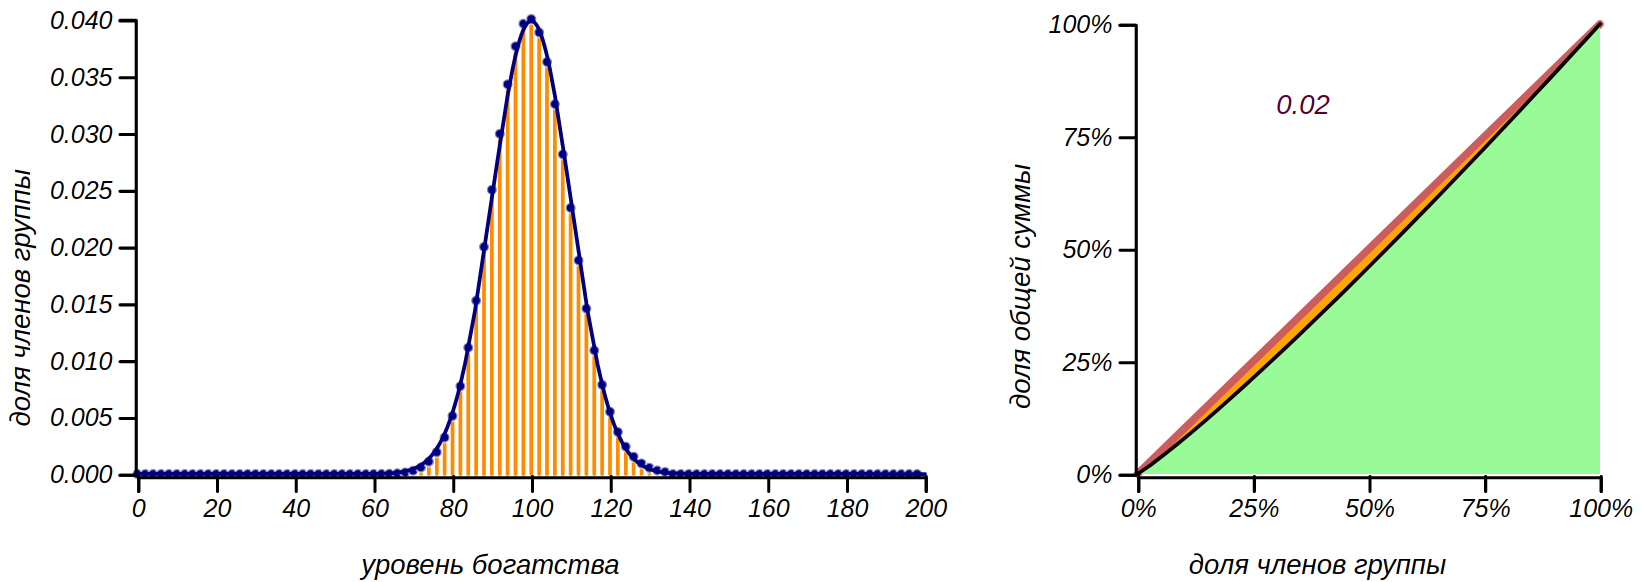 0.040
0.035
0.030
0.025
0.020
0.015
0.010
0.005
0.000
доля членов группы
0 20 40 60 80 100 120 140 160 180 200
уровень богатства
100%
75%
50%
25%
0%
доля общей суммы
0.02
0% 25% 50% 75% 100%
доля членов группы